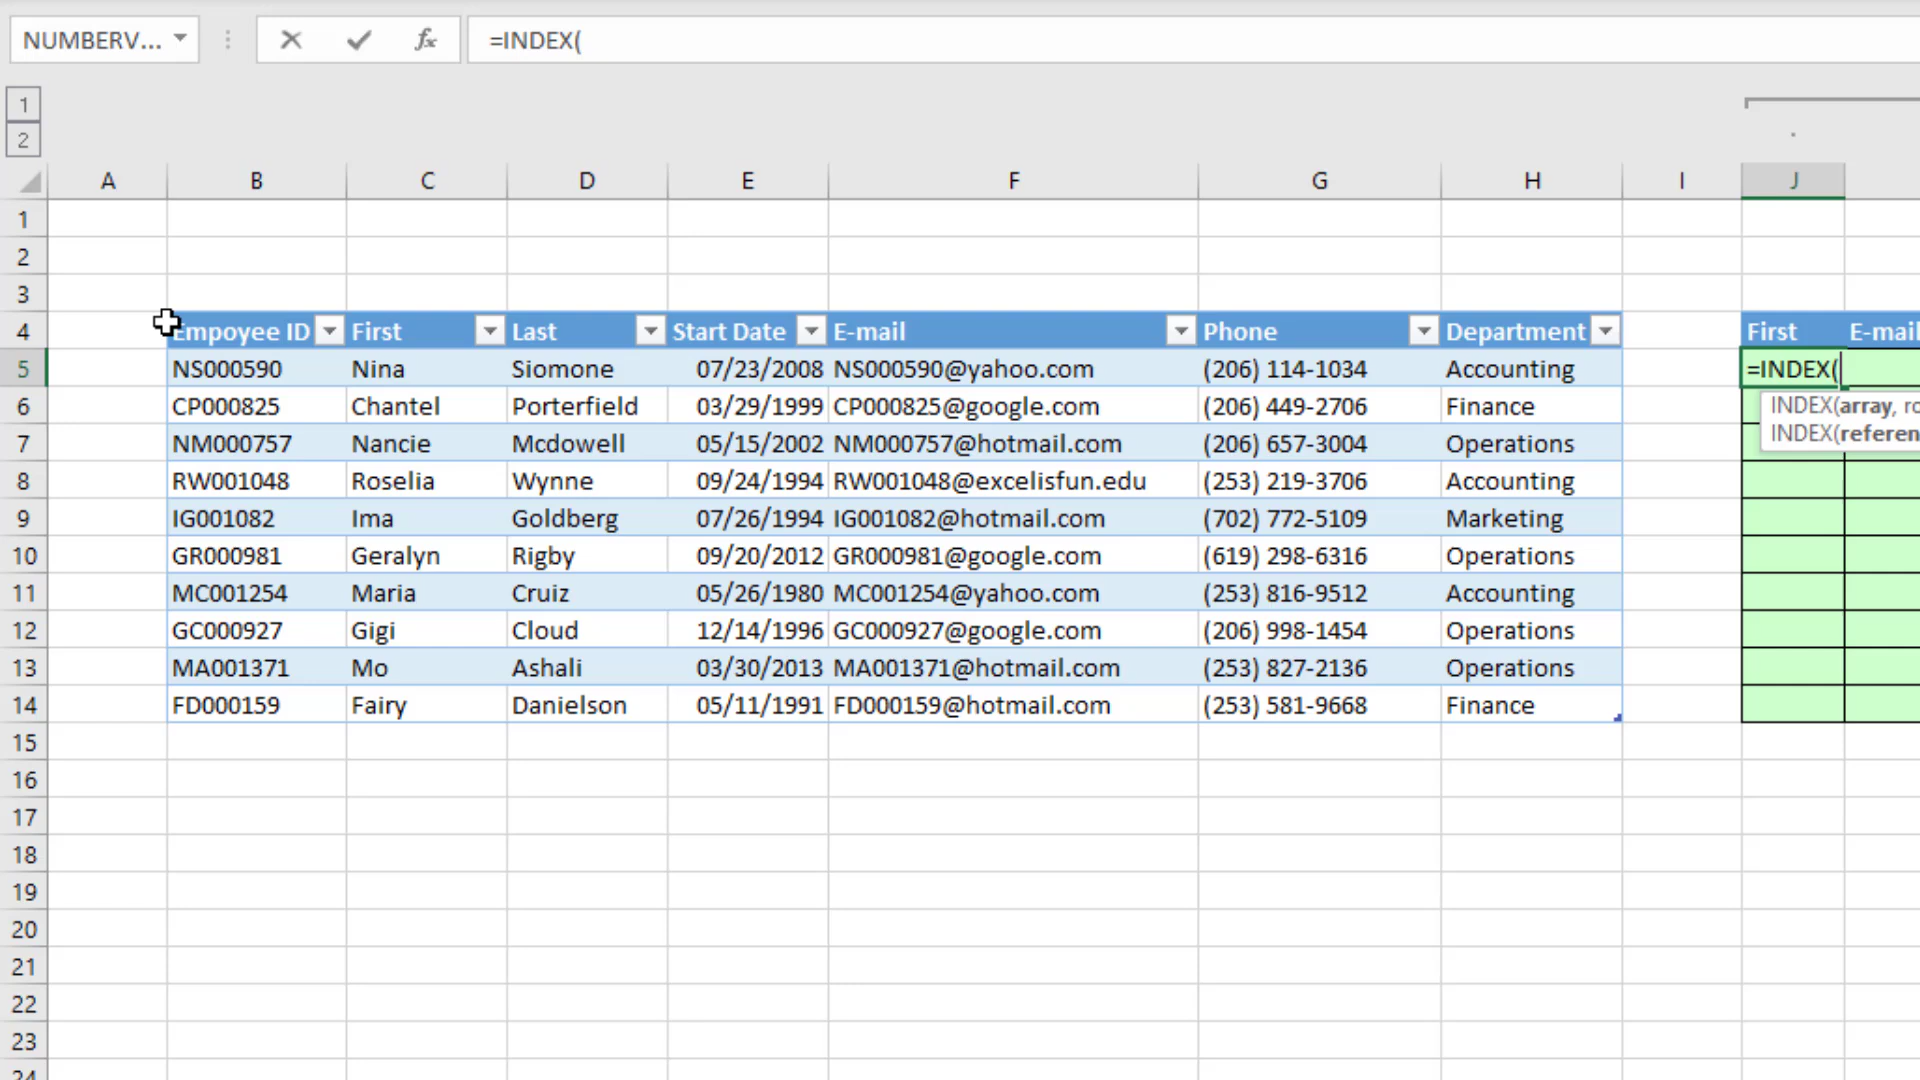 NUMBERV... =INDEX(
1
2
A B C D E F G H I J
1
2
3
4 Empoyee ID First Last Start Date E-mail Phone Department First E-mail
5 NS000590 Nina Siomone 07/23/2008 NS000590@yahoo.com (206) 114-1034 Accounting =INDEX(
6 CP000825 Chantel Porterfield 03/29/1999 CP000825@google.com (206) 449-2706 Finance INDEX(array, ro
7 NM000757 Nancie Mcdowell 05/15/2002 NM000757@hotmail.com (206) 657-3004 Operations INDEX(referen
8 RW001048 Roselia Wynne 09/24/1994 RW001048@excelisfun.edu (253) 219-3706 Accounting
9 IG001082 Ima Goldberg 07/26/1994 IG001082@hotmail.com (702) 772-5109 Marketing
10 GR000981 Geralyn Rigby 09/20/2012 GR000981@google.com (619) 298-6316 Operations
11 MC001254 Maria Cruiz 05/26/1980 MC001254@yahoo.com (253) 816-9512 Accounting
12 GC000927 Gigi Cloud 12/14/1996 GC000927@google.com (206) 998-1454 Operations
13 MA001371 Mo Ashali 03/30/2013 MA001371@hotmail.com (253) 827-2136 Operations
14 FD000159 Fairy Danielson 05/11/1991 FD000159@hotmail.com (253) 581-9668 Finance
15
16
17
18
19
20
21
22
23
24